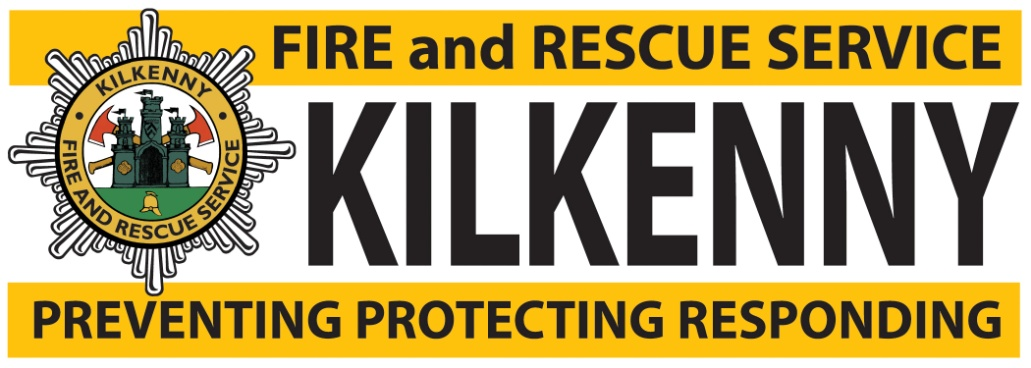 FIRE and RESCUE SERVICE
KILKENNY
FIRE AND RESCUE SERVICE
KILKENNY
PREVENTING PROTECTING RESPONDING